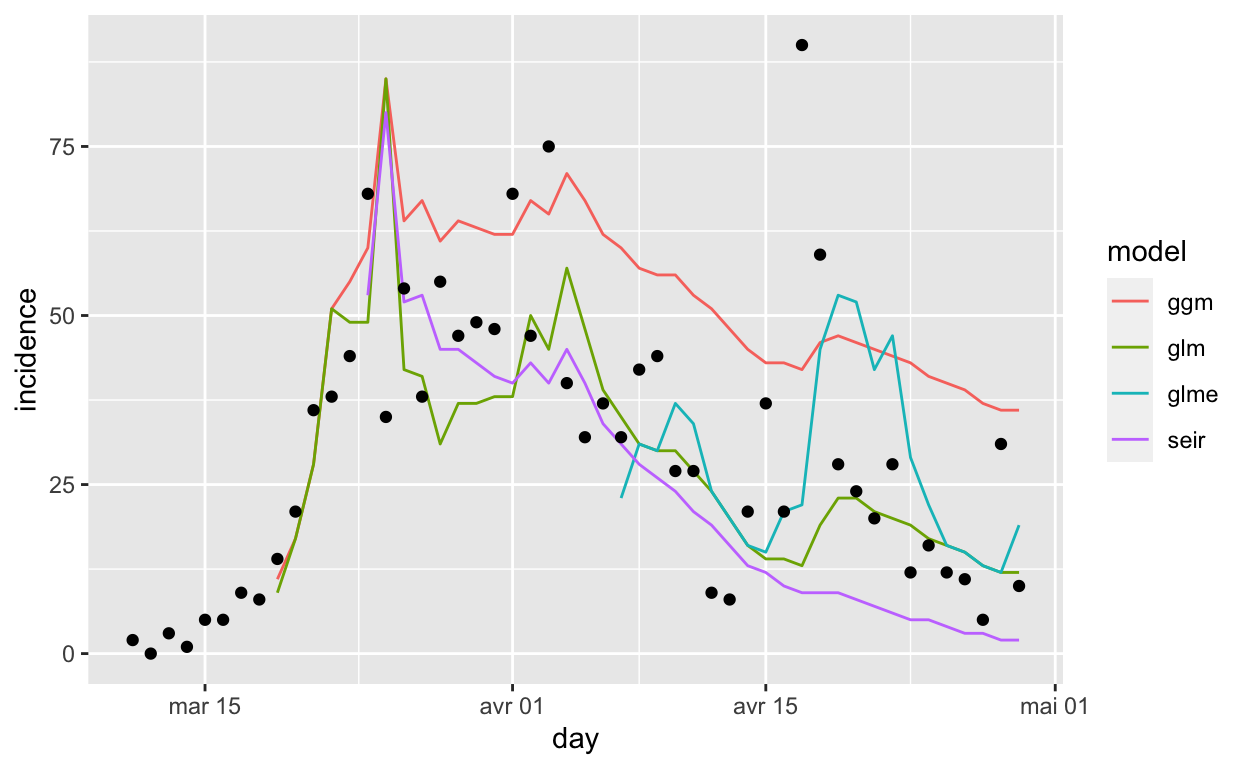 incidence
75
50
25
0
mar 15
avr 01
avr 15
mai 01
day
model
ggm
glm
glme
seir